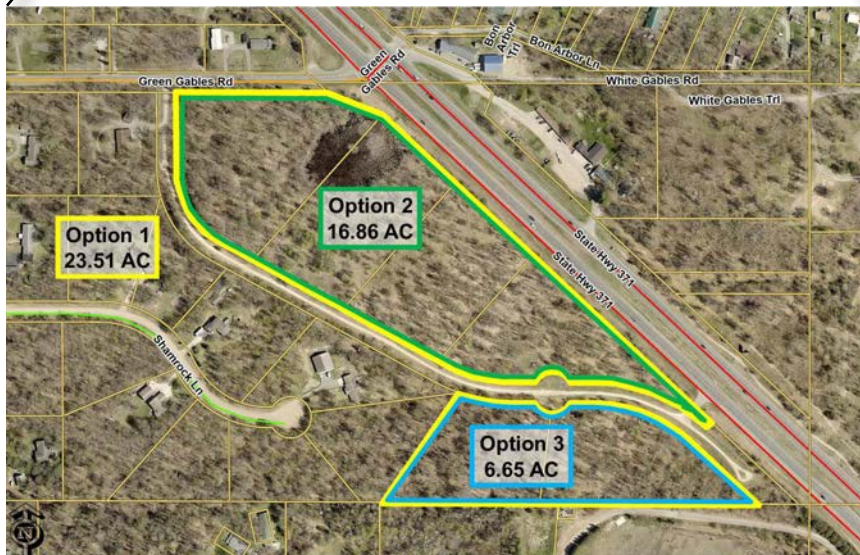 Green Gables Rd
Green
Gables Rd
Bon
Arbor
Trl
Bon Arbor Ln
White Gables Rd
White Gables Trl
Option 1
23.51 AC
Option 2
16.86 AC
State Hwy 371
State Hwy 371
Shamrock Ln
Option 3
6.65 AC
N